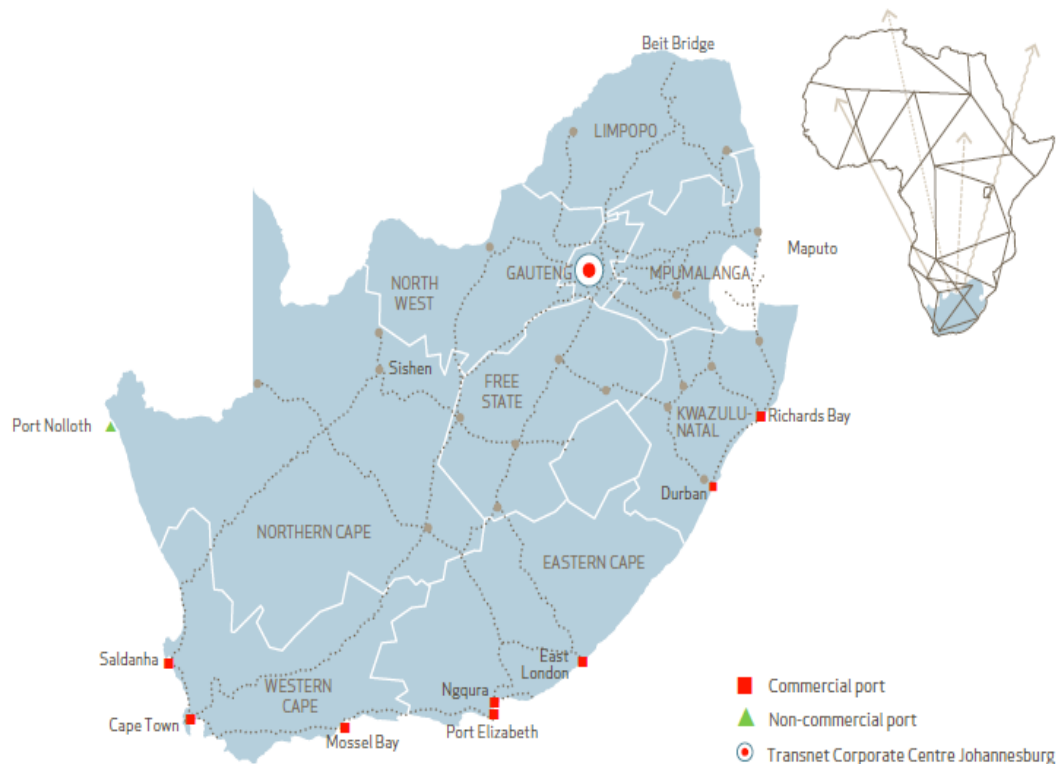 Beit Bridge
LIMPOPO
Maputo
GAUTENG
MPUMALANGA
NORTH
WEST
Sishen
FREE
STATE
KWAZULU-
NATAL
Richards Bay
Port Nolloth
Durban
NORTHERN CAPE
EASTERN CAPE
Saldanha
East
London
WESTERN
CAPE
Ngqura
Cape Town
Port Elizabeth
Mossel Bay
Commercial port
Non-commercial port
Transnet Corporate Centre Johannesburg